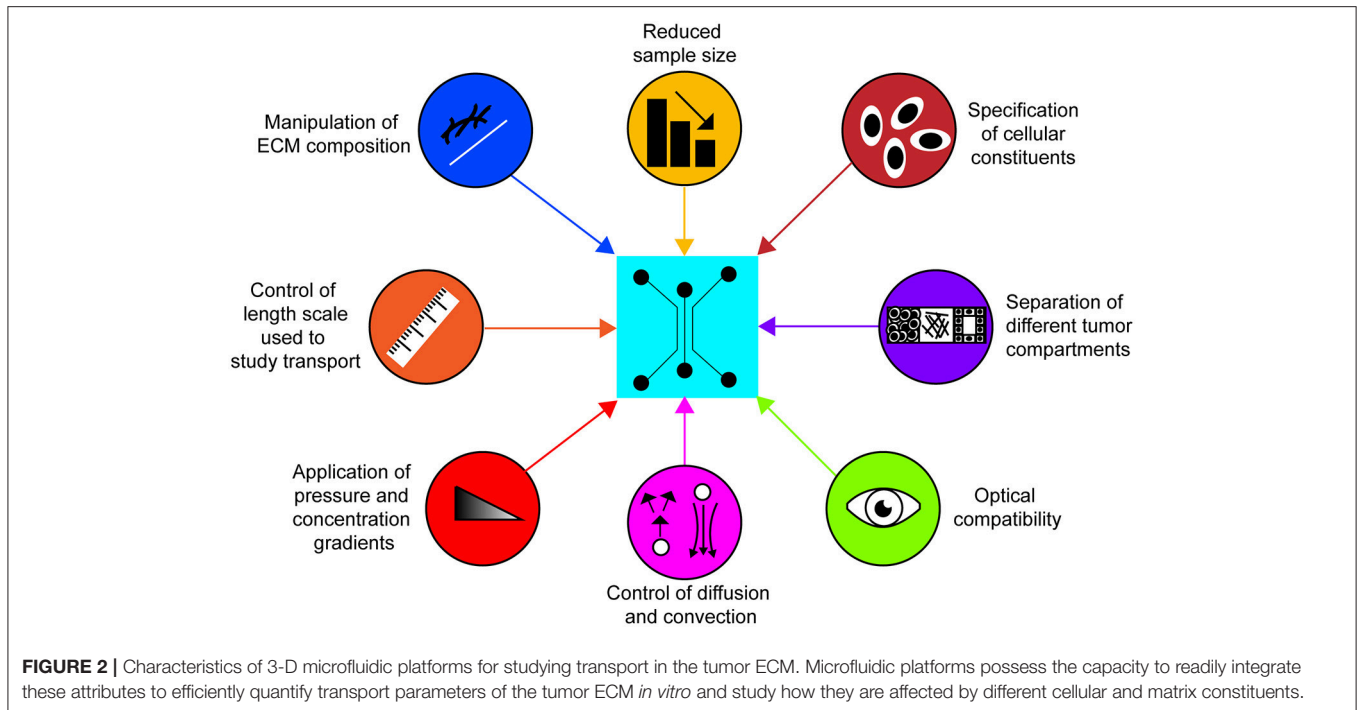 Reduced
sample size
Manipulation of
ECM composition
Specification
of cellular
constituents
Control of
length scale
used to
study transport
Separation of
different tumor
compartments
Application of
pressure and
concentration
gradients
Control of diffusion
and convection
Optical
compatibility
FIGURE 2 | Characteristics of 3-D microfluidic platforms for studying transport in the tumor ECM. Microfluidic platforms possess the capacity to readily integrate
these attributes to efficiently quantify transport parameters of the tumor ECM in vitro and study how they are affected by different cellular and matrix constituents.